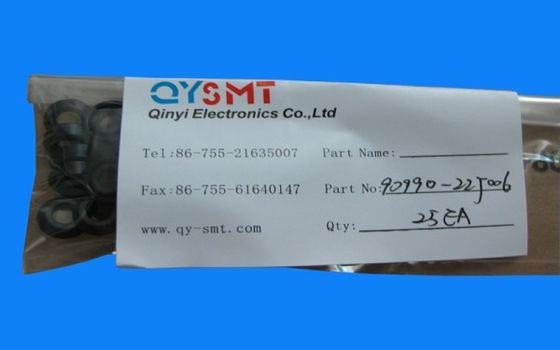 QYSMT
Qinyi Electronics Co.,Ltd
Tel:86-755-21635007 Part Name:
Fax:86-755-61640147 Part No: 90990-22J006
www.qy-smt.com Qty: 25EA